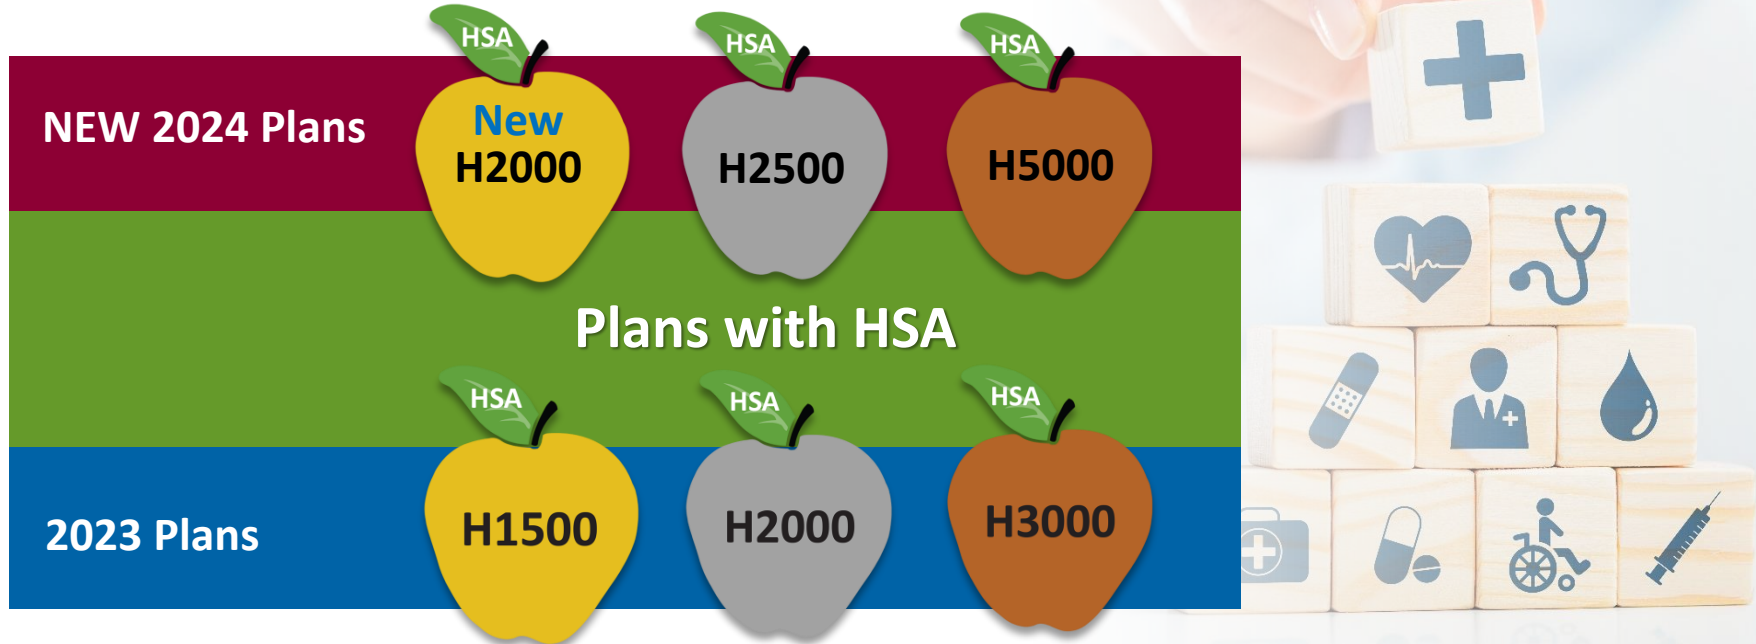 HSA
HSA
HSA
NEW 2024 Plans
New
H2000
H2500
H5000
Plans with HSA
HSA
HSA
HSA
2023 Plans
H1500
H2000
H3000